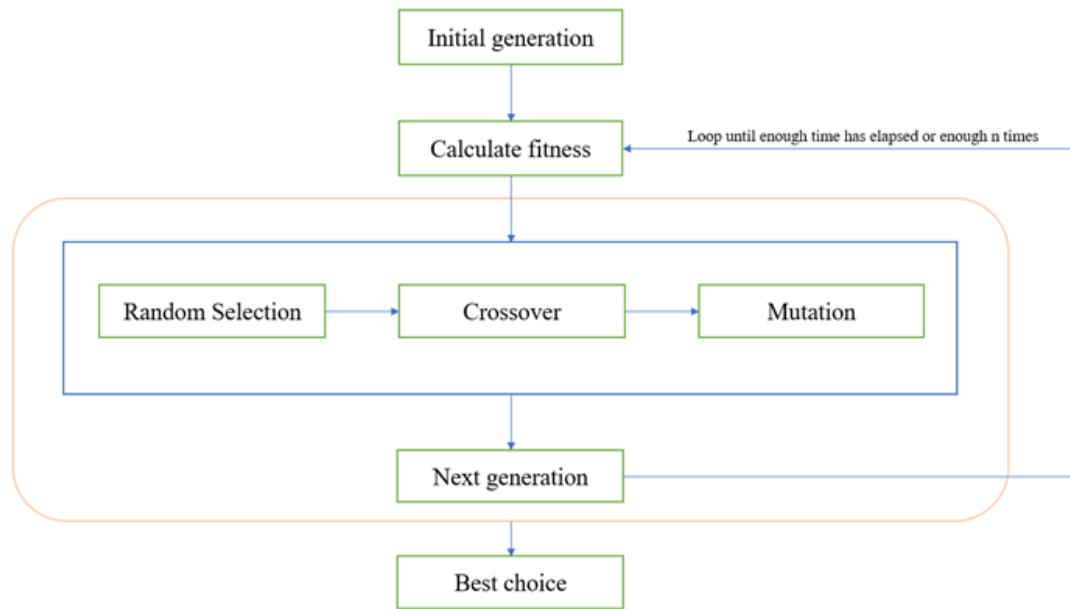 Initial generation
Calculate fitness
Loop until enough time has elapsed or enough n times
Random Selection
Crossover
Mutation
Next generation
Best choice